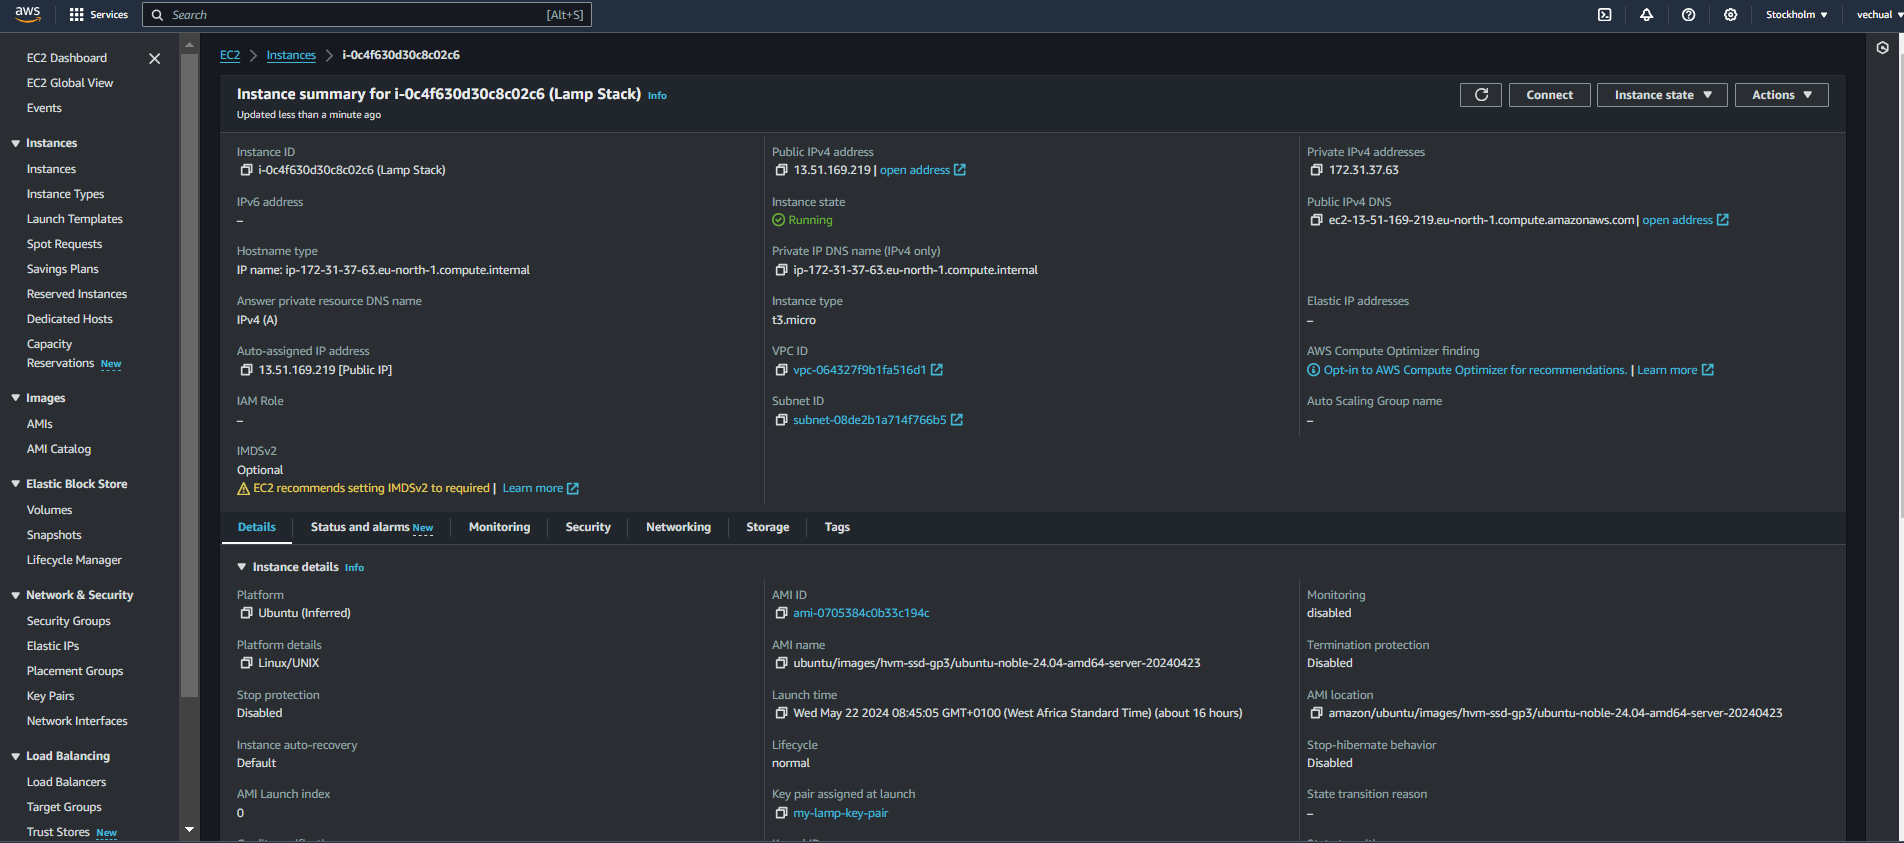 aws
Services
Search
[Alt+S]
Stockholm
vechual
EC2 Dashboard
EC2 Global View
Events
Instances
Instances
Instance Types
Launch Templates
Spot Requests
Savings Plans
Reserved Instances
Dedicated Hosts
Capacity
Reservations New
Images
AMIs
AMI Catalog
Elastic Block Store
Volumes
Snapshots
Lifecycle Manager
Network & Security
Security Groups
Elastic IPs
Placement Groups
Key Pairs
Network Interfaces
Load Balancing
Load Balancers
Target Groups
Trust Stores New
EC2 > Instances > i-0c4f630d30c8c02c6
Instance summary for i-0c4f630d30c8c02c6 (Lamp Stack) Info
Updated less than a minute ago
Connect
Instance state
Actions
Instance ID
i-0c4f630d30c8c02c6 (Lamp Stack)
IPv6 address
–
Hostname type
IP name: ip-172-31-37-63.eu-north-1.compute.internal
Answer private resource DNS name
IPv4 (A)
Auto-assigned IP address
13.51.169.219 [Public IP]
IAM Role
–
IMDSv2
Optional
EC2 recommends setting IMDSv2 to required | Learn more
Public IPv4 address
13.51.169.219 | open address
Instance state
Running
Private IP DNS name (IPv4 only)
ip-172-31-37-63.eu-north-1.compute.internal
Instance type
t3.micro
VPC ID
vpc-064327f9b1fa516d1
Subnet ID
subnet-08de2b1a714f766b5
Private IPv4 addresses
172.31.37.63
Public IPv4 DNS
ec2-13-51-169-219.eu-north-1.compute.amazonaws.com | open address
Elastic IP addresses
–
AWS Compute Optimizer finding
Opt-in to AWS Compute Optimizer for recommendations. | Learn more
Auto Scaling Group name
–
Details
Status and alarms New
Monitoring
Security
Networking
Storage
Tags
Instance details Info
Platform
Ubuntu (Inferred)
Platform details
Linux/UNIX
Stop protection
Disabled
Instance auto-recovery
Default
AMI Launch index
0
AMI ID
ami-0705384c0b33c194c
AMI name
ubuntu/images/hvm-ssd-gp3/ubuntu-noble-24.04-amd64-server-20240423
Launch time
Wed May 22 2024 08:45:05 GMT+0100 (West Africa Standard Time) (about 16 hours)
Lifecycle
normal
Key pair assigned at launch
my-lamp-key-pair
Monitoring
disabled
Termination protection
Disabled
AMI location
amazon/ubuntu/images/hvm-ssd-gp3/ubuntu-noble-24.04-amd64-server-20240423
Stop-hibernate behavior
Disabled
State transition reason
–